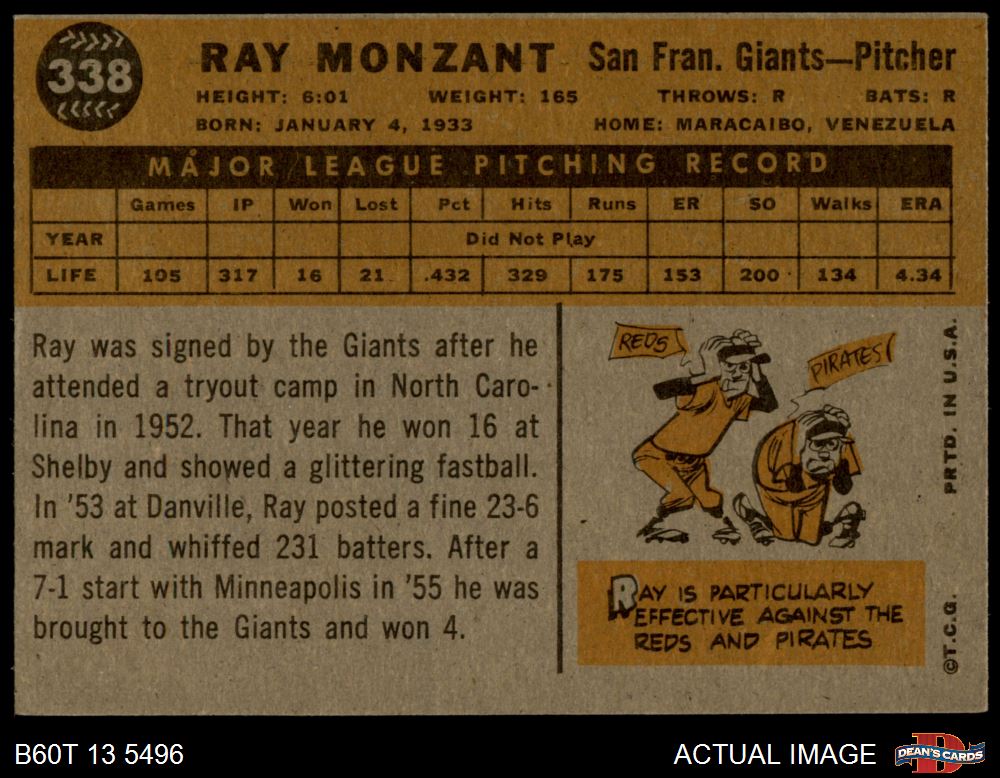 338
RAY MONZANT San Fran. Giants—Pitcher
HEIGHT: 6:01 WEIGHT: 165 THROWS: R BATS: R
BORN: JANUARY 4, 1933 HOME: MARACAIBO, VENEZUELA
MAJOR LEAGUE PITCHING RECORD
Games IP Won Lost Pct Hits Runs ER SO Walks ERA
YEAR Did Not Play
LIFE 105 317 16 21 .432 329 175 153 200 134 4.34
Ray was signed by the Giants after he
attended a tryout camp in North Caro-
lina in 1952. That year he won 16 at
Shelby and showed a glittering fastball.
In '53 at Danville, Ray posted a fine 23-6
mark and whiffed 231 batters. After a
7-1 start with Minneapolis in '55 he was
brought to the Giants and won 4.
REDS
PIRATES
RAY IS PARTICULARLY
EFFECTIVE AGAINST THE
REDS AND PIRATES
©T.C.G. PRTD. IN U.S.A.
B60T 13 5496 ACTUAL IMAGE DEAN'S CARDS